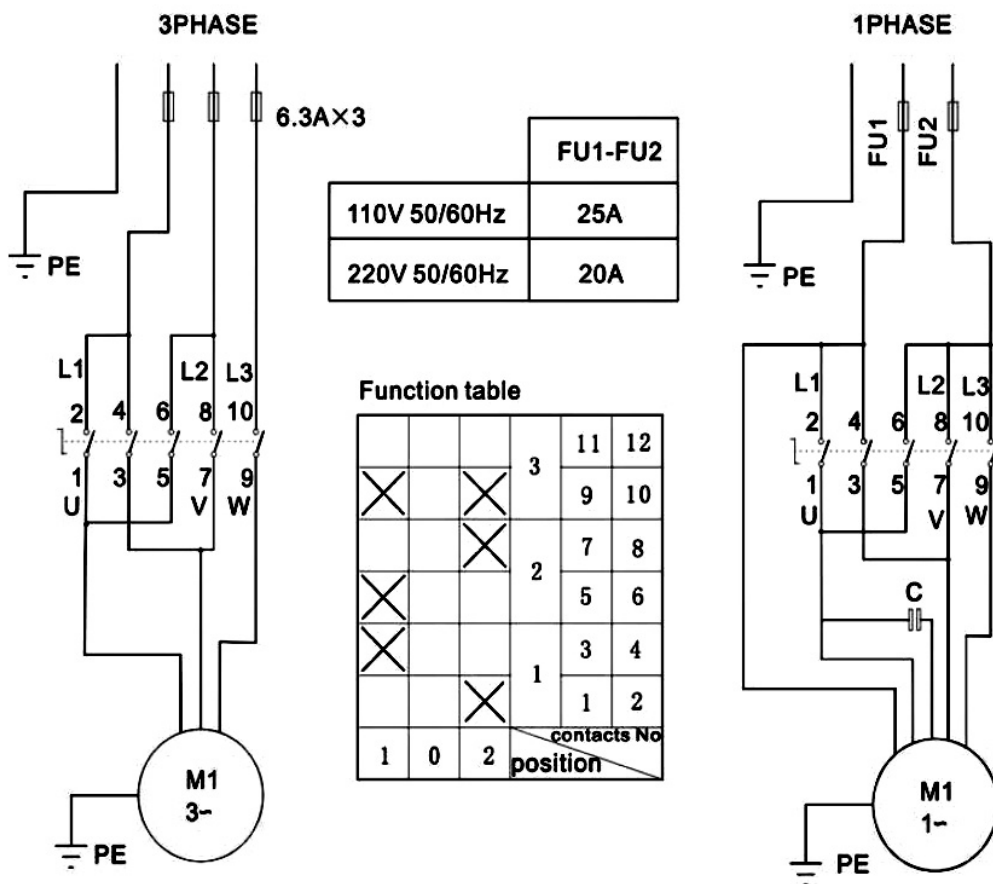 3PHASE
6.3A×3
PE
L1 L2 L3
2 4 6 8 10
1 3 5 7 9
U V W
M1
3~
PE
FU1-FU2
110V 50/60Hz 25A
220V 50/60Hz 20A
Function table
3 11 12
9 10
2 7 8
5 6
1 3 4
1 2
contacts No
1 0 2 position
1PHASE
FU1 FU2
PE
L1 L2 L3
2 4 6 8 10
1 3 5 7 9
U V W
C
M1
1~
PE